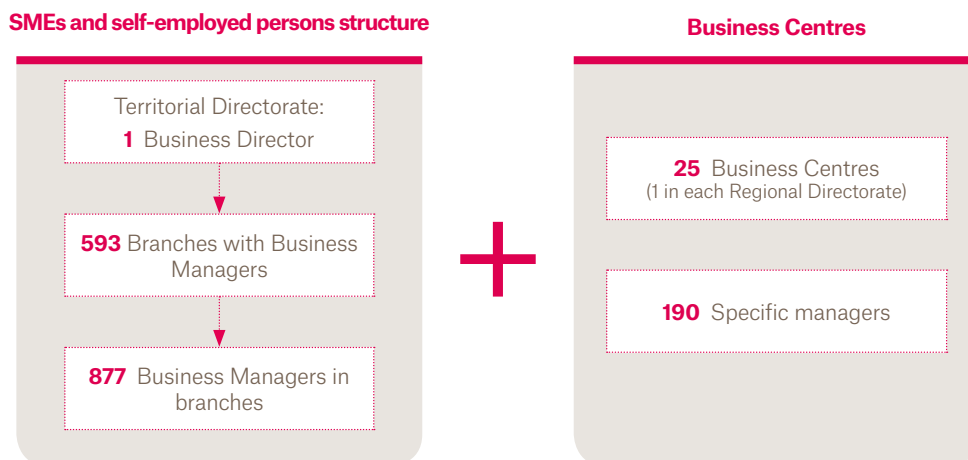 SMEs and self-employed persons structure
Territorial Directorate:
1 Business Director
593 Branches with Business
Managers
877 Business Managers in
branches
Business Centres
25 Business Centres
(1 in each Regional Directorate)
190 Specific managers